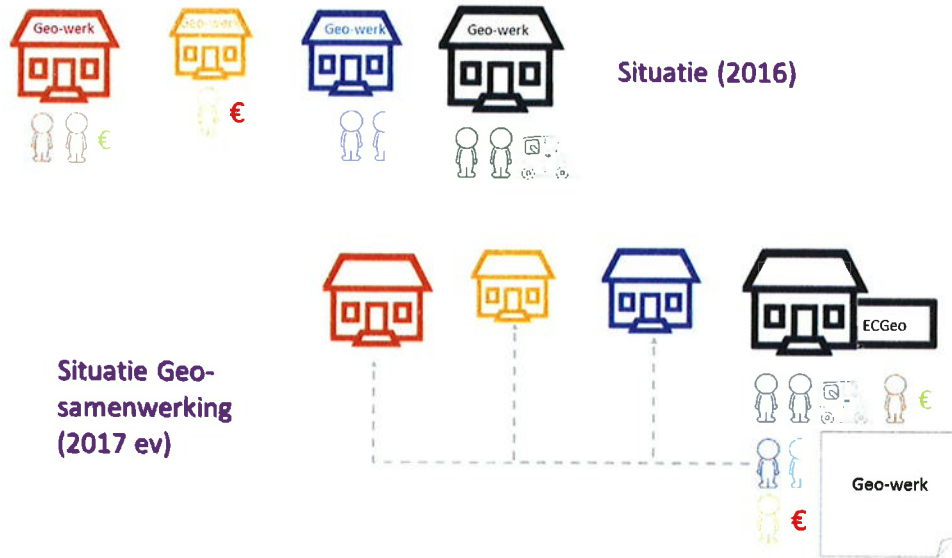 Geo-werk
Geo-werk
Geo-werk
Geo-werk
Situatie (2016)
€
€
ECGeo
Situatie Geo-
samenwerking
(2017 ev)
€
€
Geo-werk